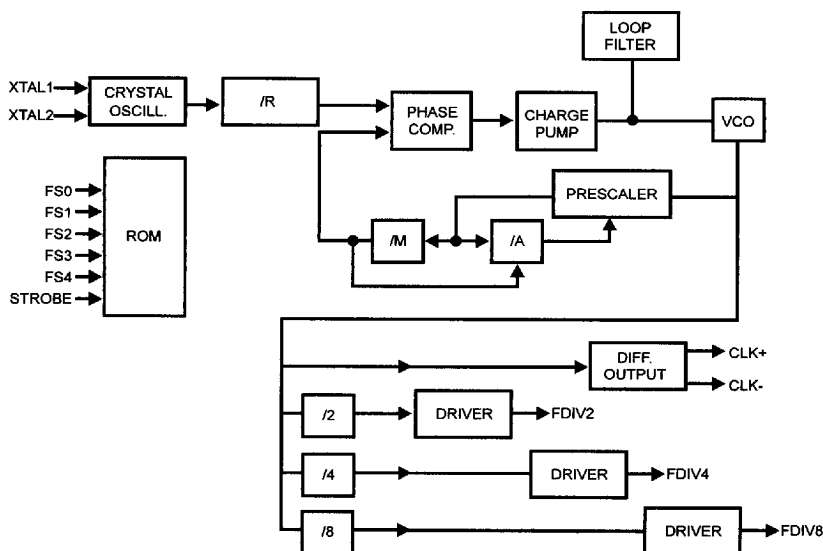 LOOP
FILTER
XTAL1
XTAL2
CRYSTAL
OSCILL.
/R
PHASE
COMP.
CHARGE
PUMP
VCO
PRESCALER
/M
/A
FS0
FS1
FS2
FS3
FS4
STROBE
ROM
DIFF.
OUTPUT
CLK+
CLK-
/2
DRIVER
FDIV2
/4
DRIVER
FDIV4
/8
DRIVER
FDIV8